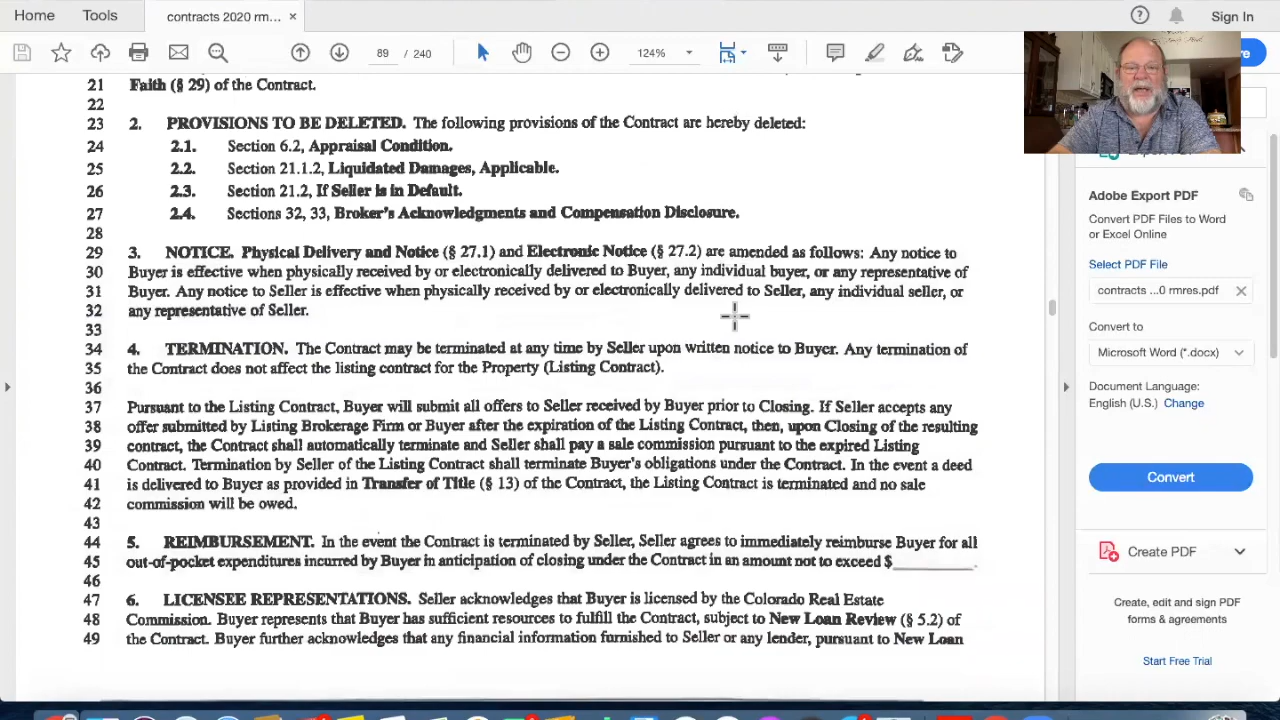 Home
Tools
contracts 2020 rm...
×
Sign In
89 / 240
124%
21 Faith (§ 29) of the Contract.
22
23 2. PROVISIONS TO BE DELETED. The following provisions of the Contract are hereby deleted:
24 2.1. Section 6.2, Appraisal Condition.
25 2.2. Section 21.1.2, Liquidated Damages, Applicable.
26 2.3. Section 21.2, If Seller is in Default.
27 2.4. Sections 32, 33, Broker's Acknowledgments and Compensation Disclosure.
28
29 3. NOTICE. Physical Delivery and Notice (§ 27.1) and Electronic Notice (§ 27.2) are amended as follows: Any notice to
30 Buyer is effective when physically received by or electronically delivered to Buyer, any individual buyer, or any representative of
31 Buyer. Any notice to Seller is effective when physically received by or electronically delivered to Seller, any individual seller, or
32 any representative of Seller.
33
34 4. TERMINATION. The Contract may be terminated at any time by Seller upon written notice to Buyer. Any termination of
35 the Contract does not affect the listing contract for the Property (Listing Contract).
36
37 Pursuant to the Listing Contract, Buyer will submit all offers to Seller received by Buyer prior to Closing. If Seller accepts any
38 offer submitted by Listing Brokerage Firm or Buyer after the expiration of the Listing Contract, then, upon Closing of the resulting
39 contract, the Contract shall automatically terminate and Seller shall pay a sale commission pursuant to the expired Listing
40 Contract. Termination by Seller of the Listing Contract shall terminate Buyer's obligations under the Contract. In the event a deed
41 is delivered to Buyer as provided in Transfer of Title (§ 13) of the Contract, the Listing Contract is terminated and no sale
42 commission will be owed.
43
44 5. REIMBURSEMENT. In the event the Contract is terminated by Seller, Seller agrees to immediately reimburse Buyer for all
45 out-of-pocket expenditures incurred by Buyer in anticipation of closing under the Contract in an amount not to exceed $__________.
46
47 6. LICENSEE REPRESENTATIONS. Seller acknowledges that Buyer is licensed by the Colorado Real Estate
48 Commission. Buyer represents that Buyer has sufficient resources to fulfill the Contract, subject to New Loan Review (§ 5.2) of
49 the Contract. Buyer further acknowledges that any financial information furnished to Seller or any lender, pursuant to New Loan
Adobe Export PDF
Convert PDF Files to Word
or Excel Online
Select PDF File
contracts ...0 rmres.pdf
Convert to
Microsoft Word (*.docx)
Document Language:
English (U.S.) Change
Convert
Create PDF
Create, edit and sign PDF
forms & agreements
Start Free Trial